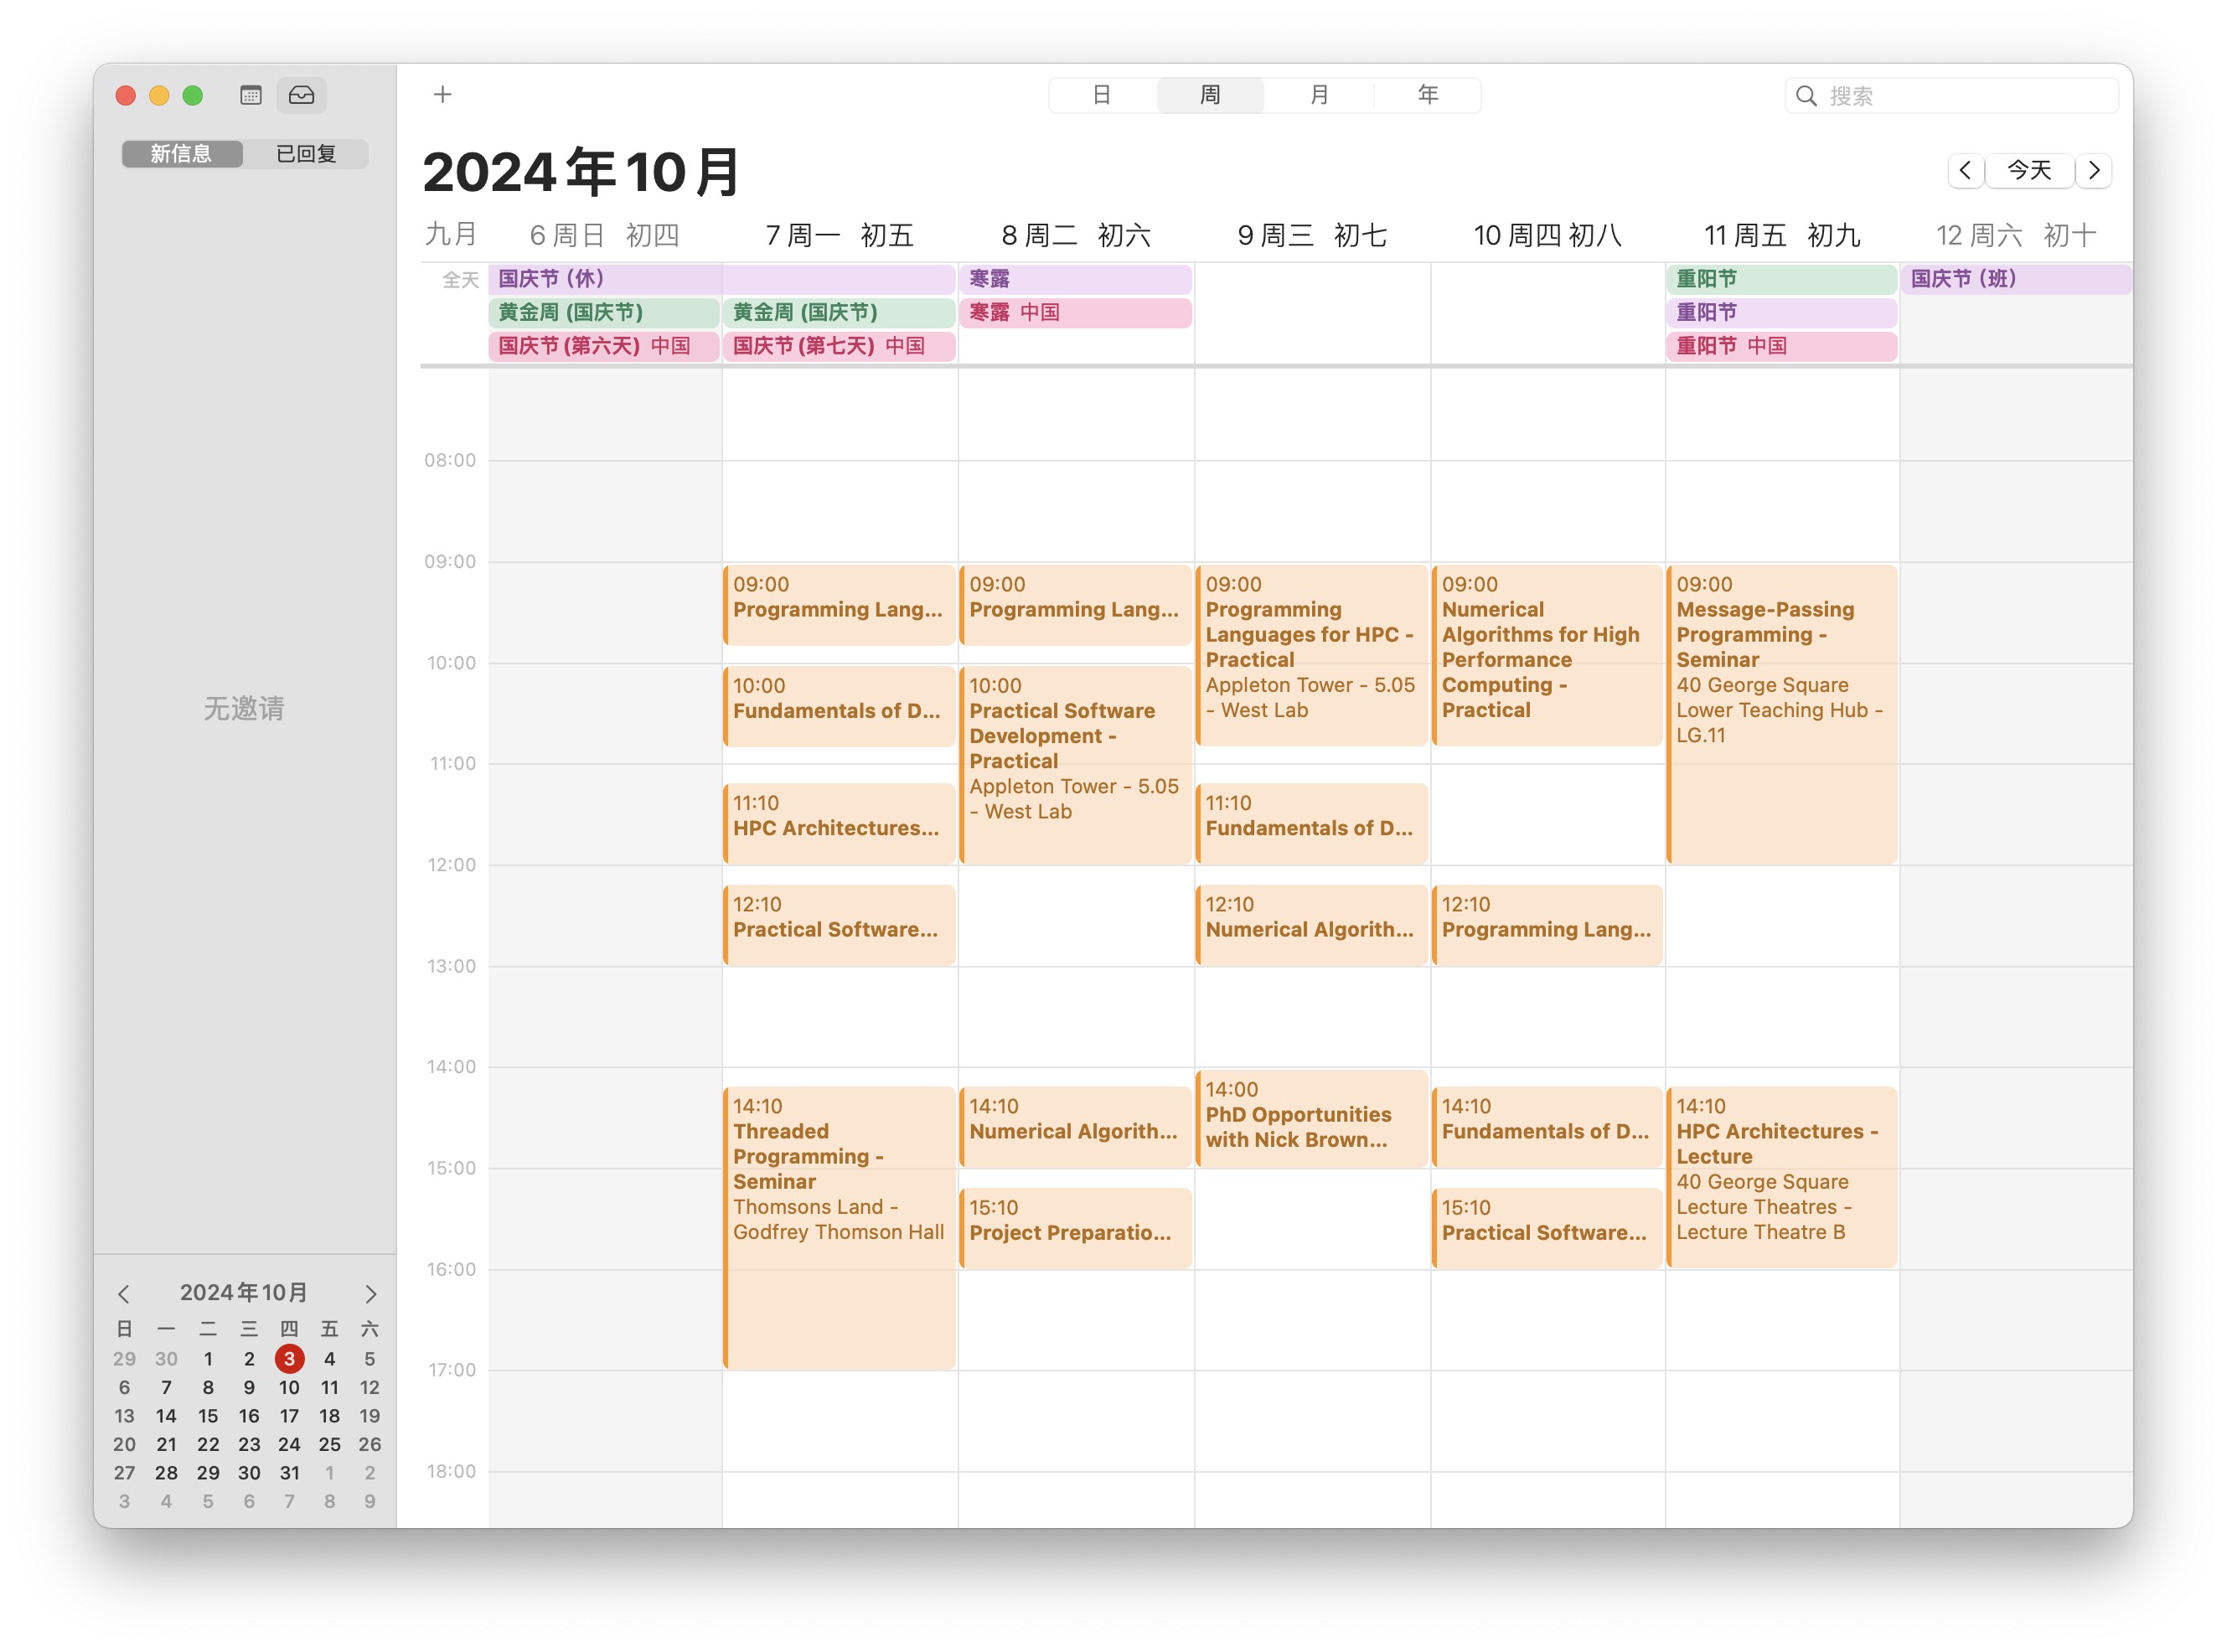 日 周 月 年
搜索
新信息 已回复
2024年10月
今天
九月 6 周日 初四 7 周一 初五 8 周二 初六 9 周三 初七 10 周四 初八 11 周五 初九 12 周六 初十
全天
国庆节 (休)
黄金周 (国庆节)
国庆节 (第六天) 中国
黄金周 (国庆节)
国庆节 (第七天) 中国
寒露
寒露 中国
重阳节
重阳节
重阳节 中国
国庆节 (班)
08:00
09:00
10:00
11:00
12:00
13:00
14:00
15:00
16:00
17:00
18:00
09:00
Programming Lang...
10:00
Fundamentals of D...
11:10
HPC Architectures...
12:10
Practical Software...
14:10
Threaded
Programming -
Seminar
Thomsons Land -
Godfrey Thomson Hall
09:00
Programming Lang...
10:00
Practical Software
Development -
Practical
Appleton Tower - 5.05
- West Lab
14:10
Numerical Algorith...
15:10
Project Preparatio...
09:00
Programming
Languages for HPC -
Practical
Appleton Tower - 5.05
- West Lab
11:10
Fundamentals of D...
12:10
Numerical Algorith...
14:00
PhD Opportunities
with Nick Brown...
09:00
Numerical
Algorithms for High
Performance
Computing -
Practical
12:10
Programming Lang...
14:10
Fundamentals of D...
15:10
Practical Software...
09:00
Message-Passing
Programming -
Seminar
40 George Square
Lower Teaching Hub -
LG.11
14:10
HPC Architectures -
Lecture
40 George Square
Lecture Theatres -
Lecture Theatre B
无邀请
2024年10月
日 一 二 三 四 五 六
29 30 1 2 3 4 5
6 7 8 9 10 11 12
13 14 15 16 17 18 19
20 21 22 23 24 25 26
27 28 29 30 31 1 2
3 4 5 6 7 8 9